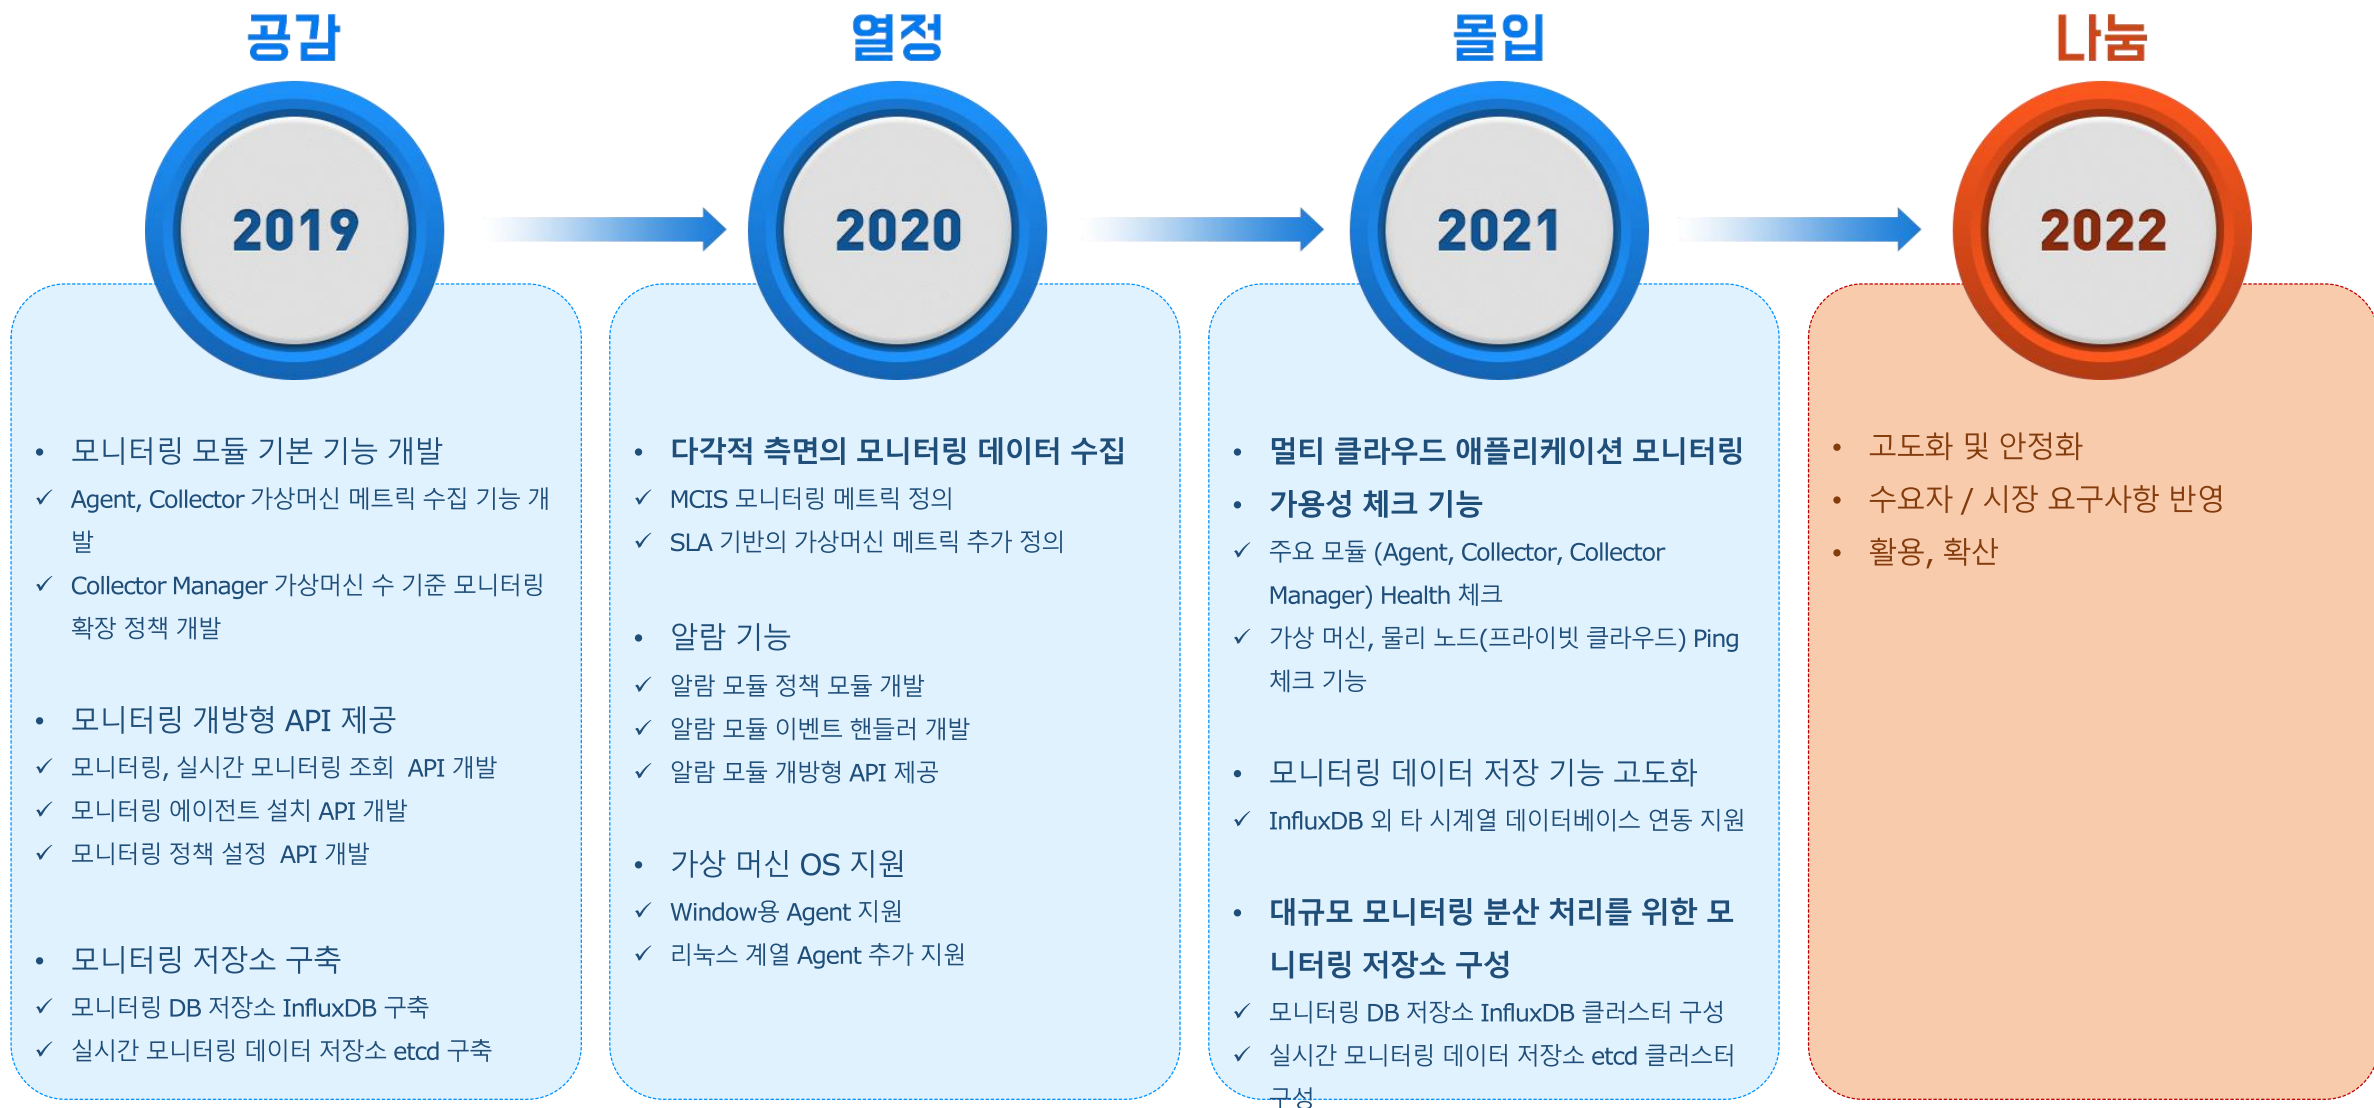 공감
2019
• 모니터링 모듈 기본 기능 개발
✓ Agent, Collector 가상머신 메트릭 수집 기능 개
발
✓ Collector Manager 가상머신 수 기준 모니터링
확장 정책 개발
• 모니터링 개방형 API 제공
✓ 모니터링, 실시간 모니터링 조회 API 개발
✓ 모니터링 에이전트 설치 API 개발
✓ 모니터링 정책 설정 API 개발
• 모니터링 저장소 구축
✓ 모니터링 DB 저장소 InfluxDB 구축
✓ 실시간 모니터링 데이터 저장소 etcd 구축
열정
2020
• 다각적 측면의 모니터링 데이터 수집
✓ MCIS 모니터링 메트릭 정의
✓ SLA 기반의 가상머신 메트릭 추가 정의
• 알람 기능
✓ 알람 모듈 정책 모듈 개발
✓ 알람 모듈 이벤트 핸들러 개발
✓ 알람 모듈 개방형 API 제공
• 가상 머신 OS 지원
✓ Window용 Agent 지원
✓ 리눅스 계열 Agent 추가 지원
몰입
2021
• 멀티 클라우드 애플리케이션 모니터링
• 가용성 체크 기능
✓ 주요 모듈 (Agent, Collector, Collector
Manager) Health 체크
✓ 가상 머신, 물리 노드(프라이빗 클라우드) Ping
체크 기능
• 모니터링 데이터 저장 기능 고도화
✓ InfluxDB 외 타 시계열 데이터베이스 연동 지원
• 대규모 모니터링 분산 처리를 위한 모
니터링 저장소 구성
✓ 모니터링 DB 저장소 InfluxDB 클러스터 구성
✓ 실시간 모니터링 데이터 저장소 etcd 클러스터
구성
나눔
2022
• 고도화 및 안정화
• 수요자 / 시장 요구사항 반영
• 활용, 확산